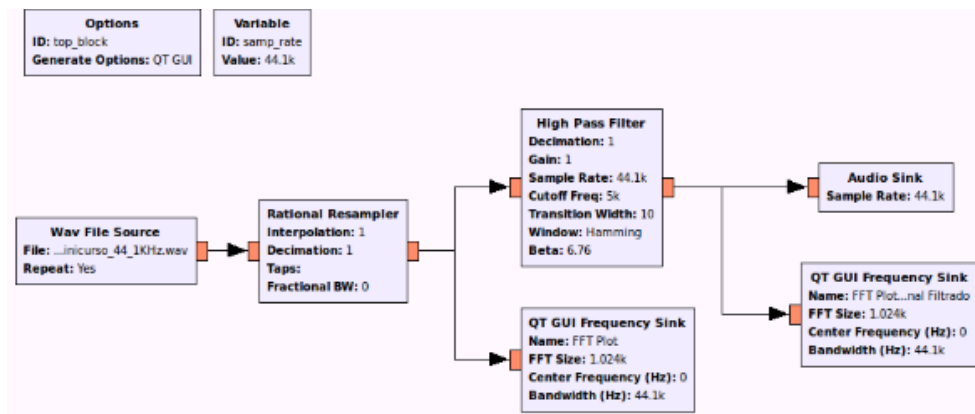 Options
ID: top_block
Generate Options: QT GUI
Variable
ID: samp_rate
Value: 44.1k
Wav File Source
File: ...inicurso_44_1KHz.wav
Repeat: Yes
Rational Resampler
Interpolation: 1
Decimation: 1
Taps:
Fractional BW: 0
High Pass Filter
Decimation: 1
Gain: 1
Sample Rate: 44.1k
Cutoff Freq: 5k
Transition Width: 10
Window: Hamming
Beta: 6.76
QT GUI Frequency Sink
Name: FFT Plot
FFT Size: 1.024k
Center Frequency (Hz): 0
Bandwidth (Hz): 44.1k
Audio Sink
Sample Rate: 44.1k
QT GUI Frequency Sink
Name: FFT Plot...nal Filtrado
FFT Size: 1.024k
Center Frequency (Hz): 0
Bandwidth (Hz): 44.1k